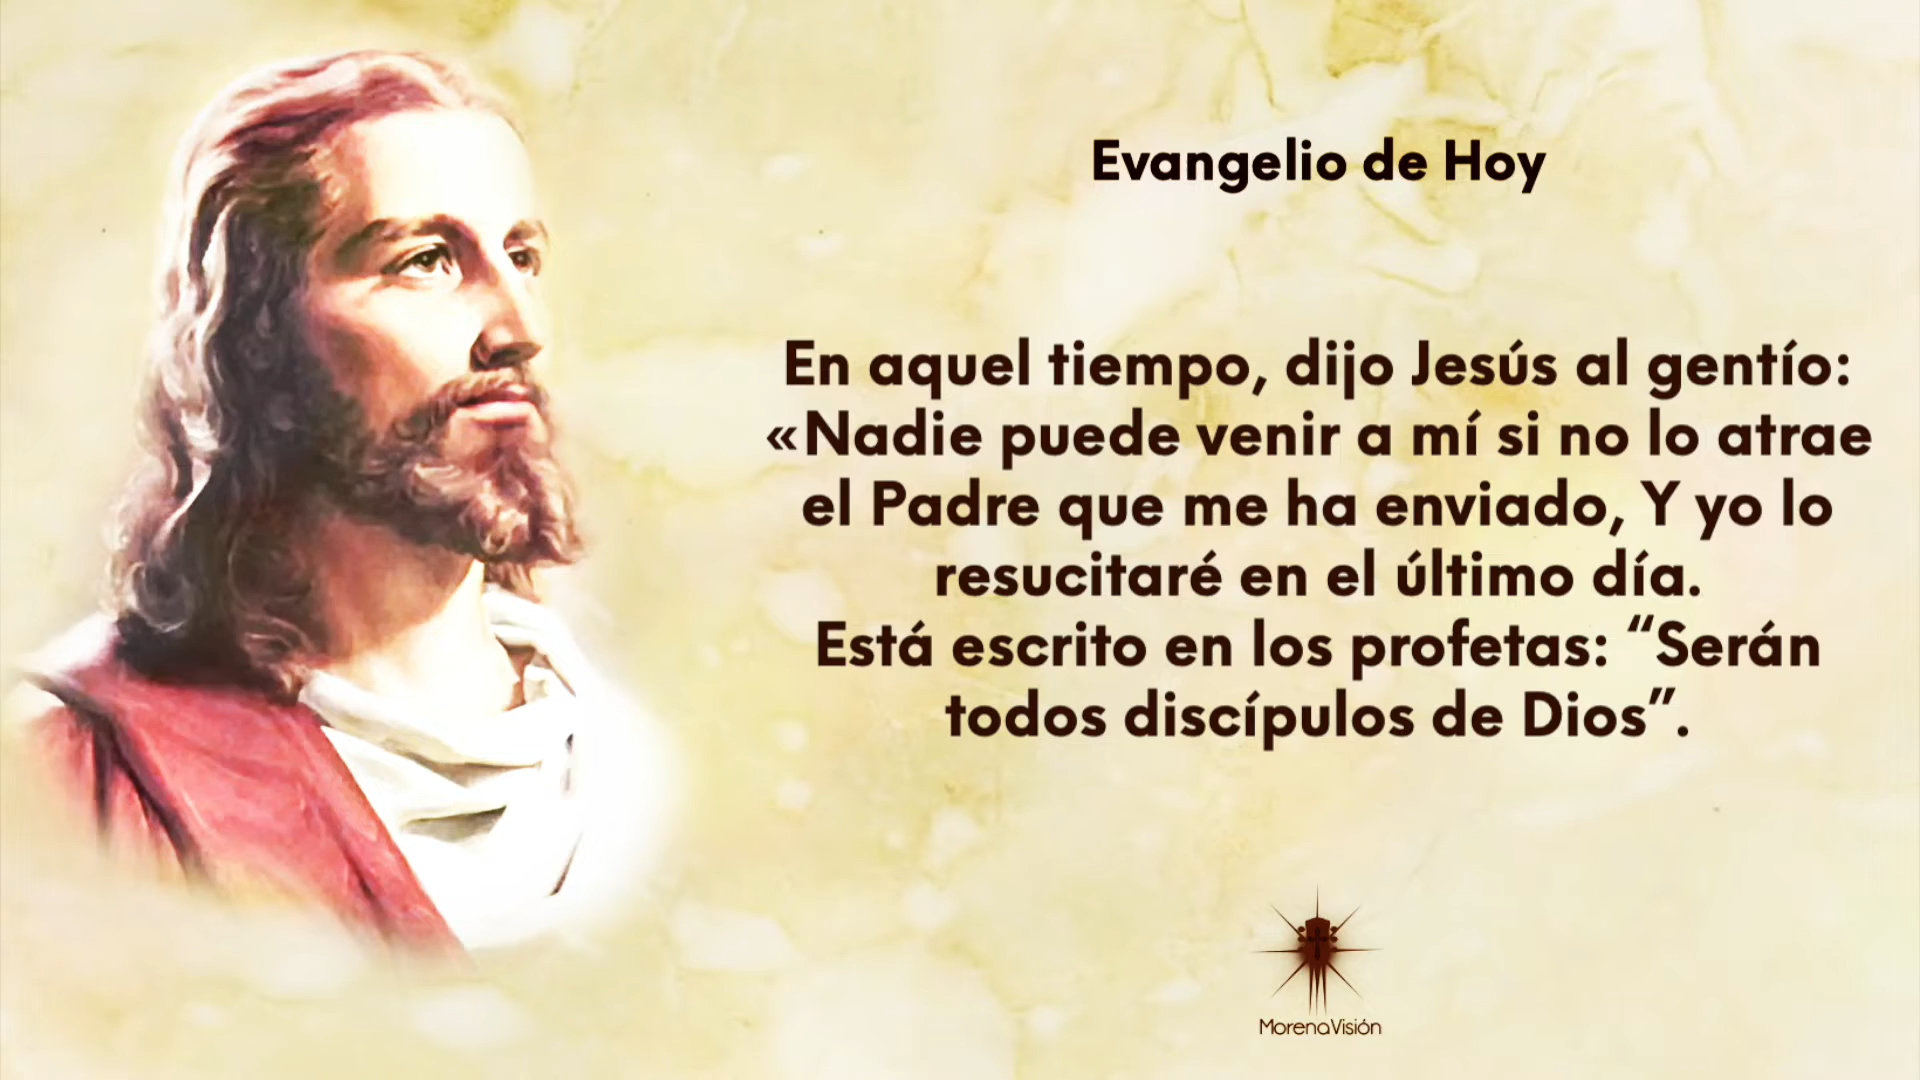 Evangelio de Hoy
En aquel tiempo, dijo Jesús al gentío:
«Nadie puede venir a mí si no lo atrae
el Padre que me ha enviado, Y yo lo
resucitaré en el último día.
Está escrito en los profetas: “Serán
todos discípulos de Dios”.
MorenaVisión